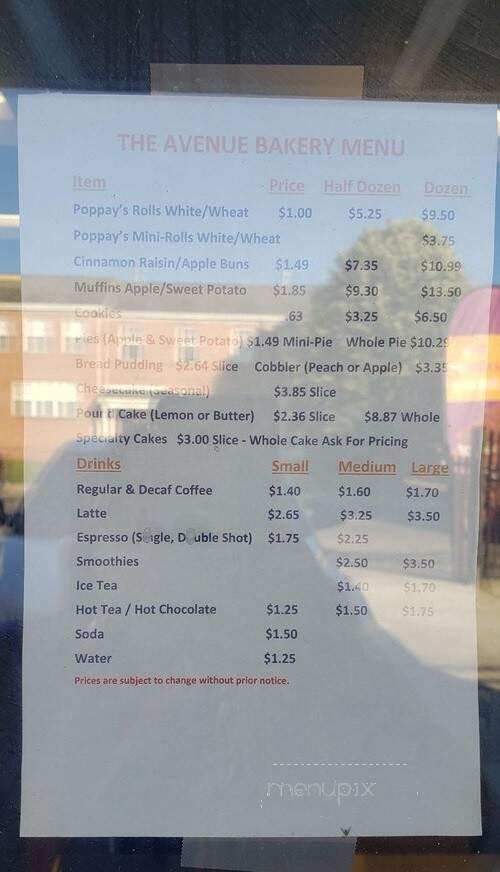 THE AVENUE BAKERY MENU
Item Price Half Dozen Dozen
Poppay's Rolls White/Wheat $1.00 $5.25 $9.50
Poppay's Mini-Rolls White/Wheat $3.75
Cinnamon Raisin/Apple Buns $1.49 $7.35 $10.99
Muffins Apple/Sweet Potato $1.85 $9.30 $13.50
Cookies .63 $3.25 $6.50
Pies (Apple & Sweet Potato) $1.49 Mini-Pie Whole Pie $10.29
Bread Pudding $2.64 Slice Cobbler (Peach or Apple) $3.35
Cheesecake (Seasonal) $3.85 Slice
Pound Cake (Lemon or Butter) $2.36 Slice $8.87 Whole
Specialty Cakes $3.00 Slice - Whole Cake Ask For Pricing
Drinks Small Medium Large
Regular & Decaf Coffee $1.40 $1.60 $1.70
Latte $2.65 $3.25 $3.50
Espresso (Single, Double Shot) $1.75 $2.25
Smoothies $2.50 $3.50
Ice Tea $1.40 $1.70
Hot Tea / Hot Chocolate $1.25 $1.50 $1.75
Soda $1.50
Water $1.25
Prices are subject to change without prior notice.
menupix